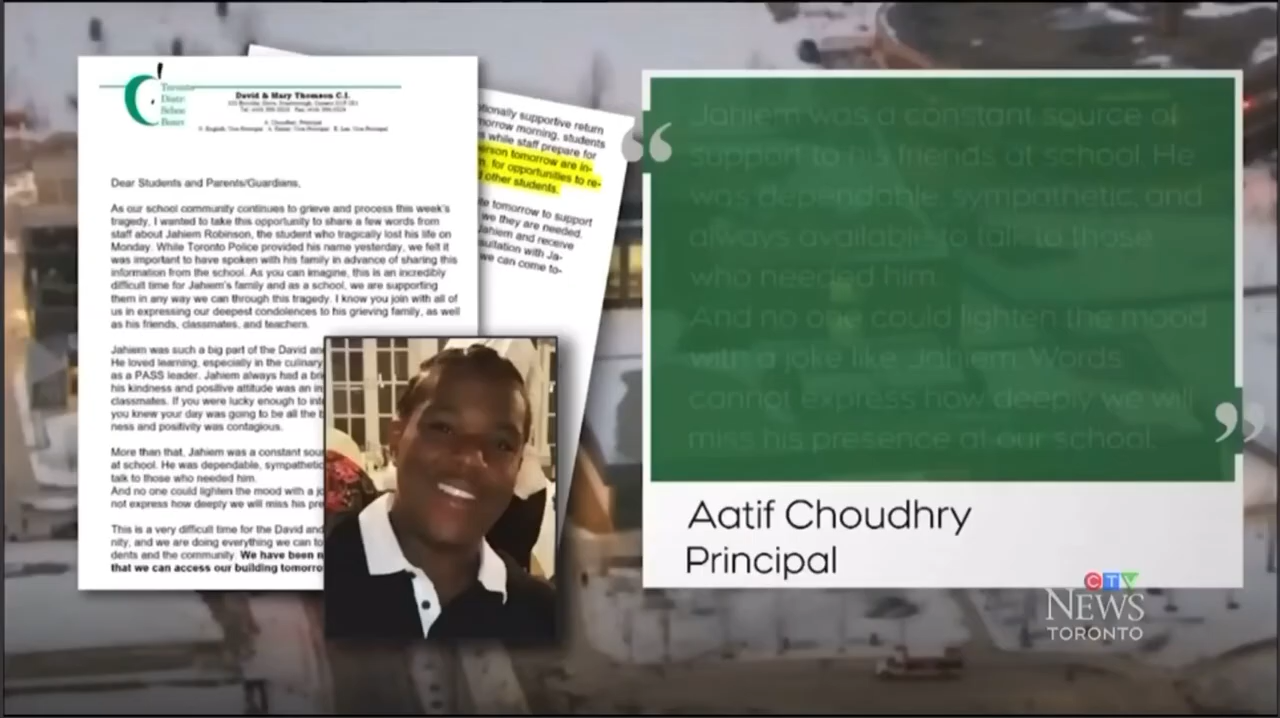 Toronto
District
School
Board
David & Mary Thomson C.I.
Dear Students and Parents/Guardians,
As our school community continues to grieve and process this week's
tragedy, I wanted to take this opportunity to share a few words from
staff about Jahiem Robinson, the student who tragically lost his life on
Monday. While Toronto Police provided his name yesterday, we felt it
was important to have spoken with his family in advance of sharing this
information from the school. As you can imagine, this is an incredibly
difficult time for Jahiem's family and as a school, we are supporting
them in any way we can through this tragedy. I know you join with all of
us in expressing our deepest condolences to his grieving family, as well
as his friends, classmates, and teachers.
Jahiem was such a big part of the David an
He loved learning, especially in the culinary
as a PASS leader. Jahiem always had a bri
his kindness and positive attitude was an in
classmates. If you were lucky enough to int
you knew your day was going to be all the b
ness and positivity was contagious.
More than that, Jahiem was a constant sour
at school. He was dependable, sympathetic
talk to those who needed him.
And no one could lighten the mood with a jo
not express how deeply we will miss his pre
This is a very difficult time for the David and
nity, and we are doing everything we can to
dents and the community. We have been n
that we can access our building tomorro
tionally supportive return
morrow morning, students
s while staff prepare for
erson tomorrow are in-
n, for opportunities to re-
d other students.
te tomorrow to support
we they are needed.
Jahiem and receive
sultation with Ja-
we can come to-
“
Jahiem was a constant source of
support to his friends at school. He
was dependable, sympathetic, and
always available to talk to those
who needed him.
And no one could lighten the mood
with a joke like Jahiem. Words
cannot express how deeply we will
miss his presence at our school.
”
Aatif Choudhry
Principal
CTV
NEWS
TORONTO